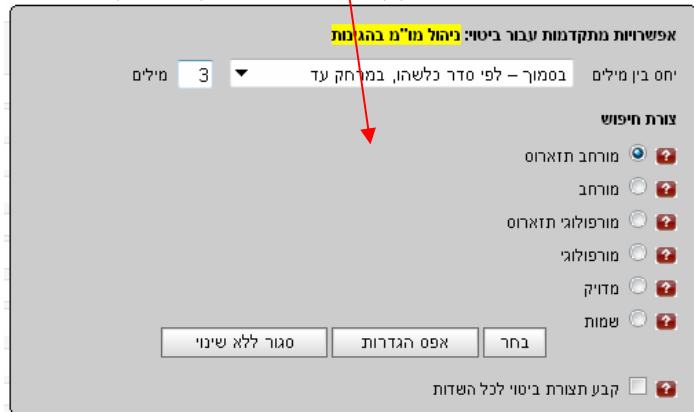 אפשרויות מתקדמות עבור ביטוי: ניהול מו"מ בהגינות
יחס בין מילים בסמוך – לפי סדר כלשהו, במרחק עד 3 מילים
צורת חיפוש
? מורחב תזארוס
? מורחב
? מורפולוגי תזארוס
? מורפולוגי
? מדויק
? שמות
בחר אפס הגדרות סגור ללא שינוי
? קבע תצורת ביטוי לכל השדות